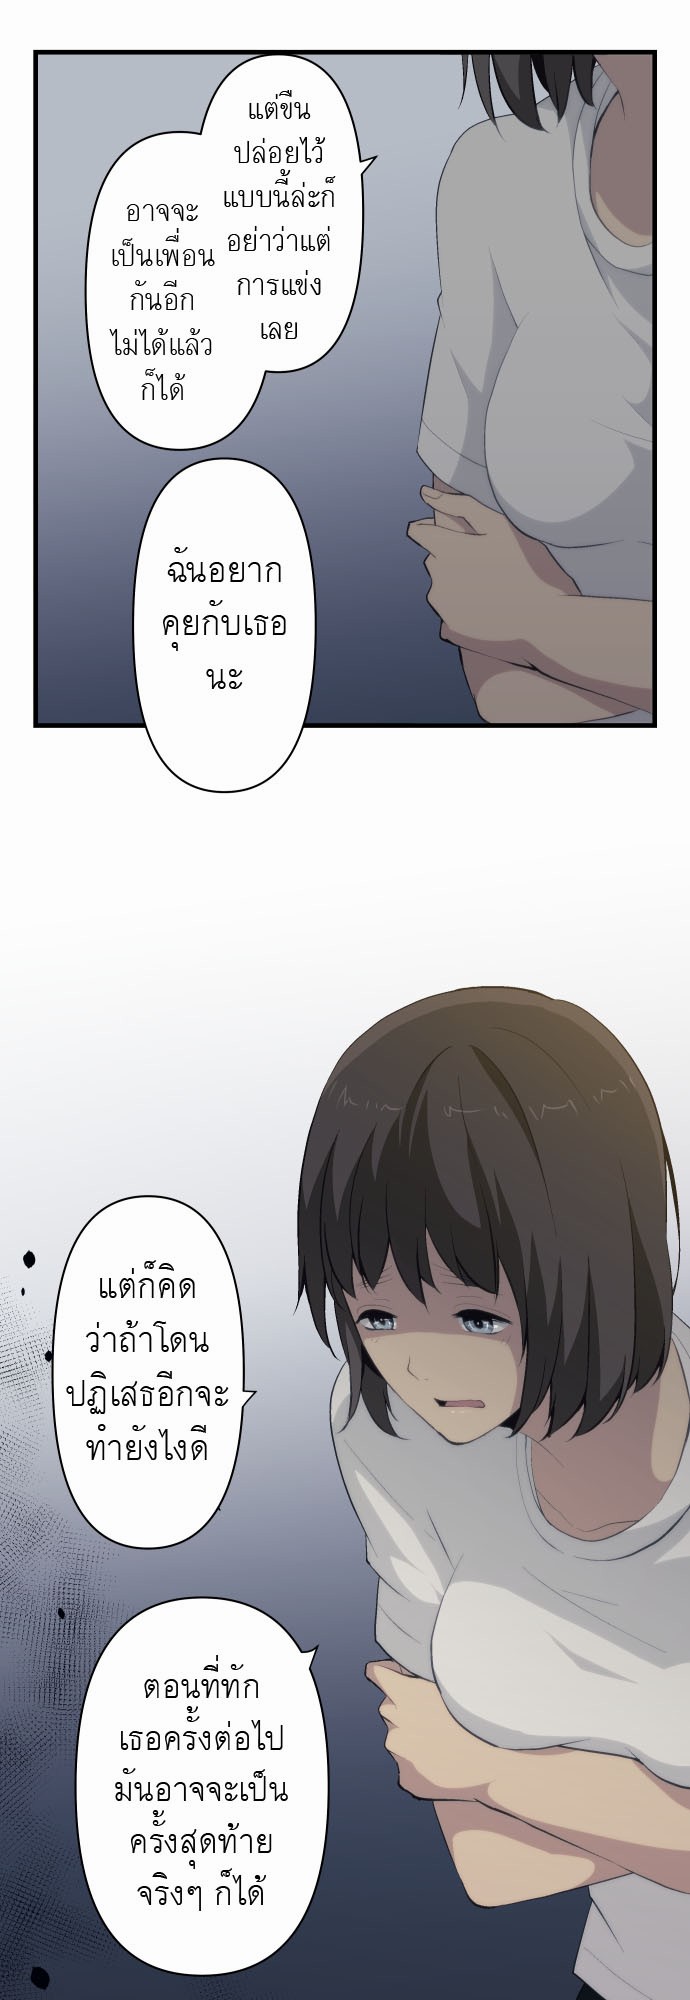 แต่ขืน
ปล่อยไว้
แบบนี้ล่ะก็
อย่าว่าแต่
การแข่ง
เลย
อาจจะ
เป็นเพื่อน
กันอีก
ไม่ได้แล้ว
ก็ได้
ฉันอยาก
คุยกับเธอ
นะ
แต่ก็คิด
ว่าถ้าโดน
ปฏิเสธอีกจะ
ทำยังไงดี
ตอนที่ทัก
เธอครั้งต่อไป
มันอาจจะเป็น
ครั้งสุดท้าย
จริงๆ ก็ได้